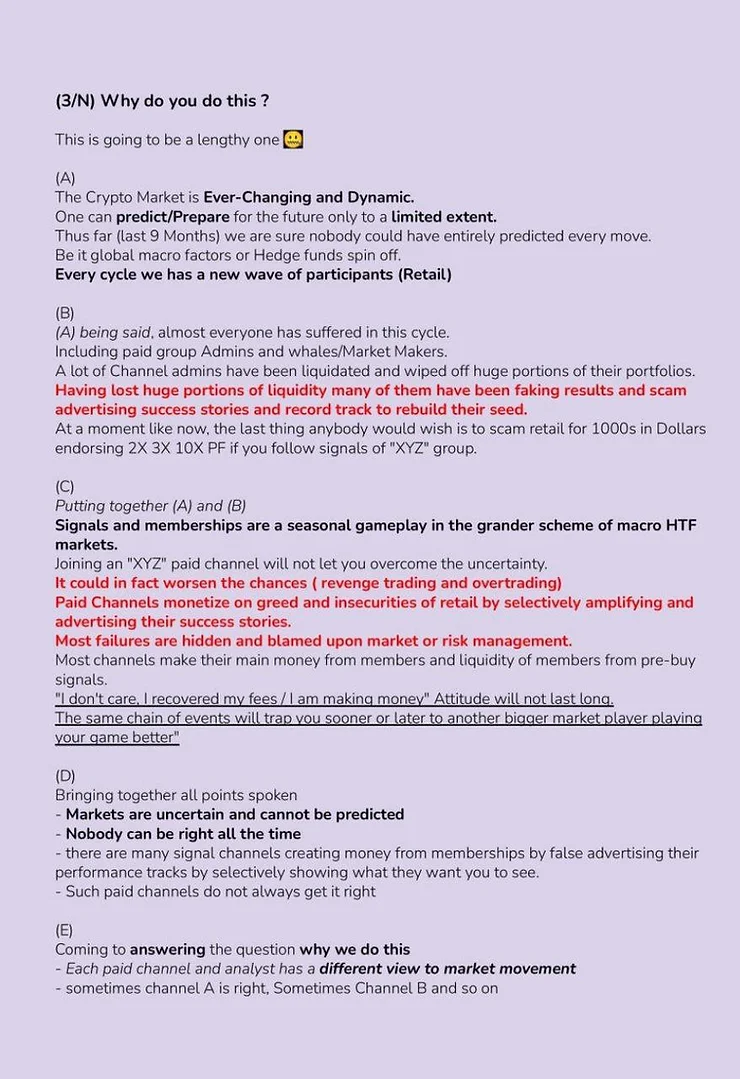 (3/N) Why do you do this ?
This is going to be a lengthy one 🤐
(A)
The Crypto Market is Ever-Changing and Dynamic.
One can predict/Prepare for the future only to a limited extent.
Thus far (last 9 Months) we are sure nobody could have entirely predicted every move.
Be it global macro factors or Hedge funds spin off.
Every cycle we has a new wave of participants (Retail)
(B)
(A) being said, almost everyone has suffered in this cycle.
Including paid group Admins and whales/Market Makers.
A lot of Channel admins have been liquidated and wiped off huge portions of their portfolios.
Having lost huge portions of liquidity many of them have been faking results and scam
advertising success stories and record track to rebuild their seed.
At a moment like now, the last thing anybody would wish is to scam retail for 1000s in Dollars
endorsing 2X 3X 10X PF if you follow signals of "XYZ" group.
(C)
Putting together (A) and (B)
Signals and memberships are a seasonal gameplay in the grander scheme of macro HTF
markets.
Joining an "XYZ" paid channel will not let you overcome the uncertainty.
It could in fact worsen the chances ( revenge trading and overtrading)
Paid Channels monetize on greed and insecurities of retail by selectively amplifying and
advertising their success stories.
Most failures are hidden and blamed upon market or risk management.
Most channels make their main money from members and liquidity of members from pre-buy
signals.
"I don't care, I recovered my fees / I am making money" Attitude will not last long.
The same chain of events will trap you sooner or later to another bigger market player playing
your game better"
(D)
Bringing together all points spoken
- Markets are uncertain and cannot be predicted
- Nobody can be right all the time
- there are many signal channels creating money from memberships by false advertising their
performance tracks by selectively showing what they want you to see.
- Such paid channels do not always get it right
(E)
Coming to answering the question why we do this
- Each paid channel and analyst has a different view to market movement
- sometimes channel A is right, Sometimes Channel B and so on